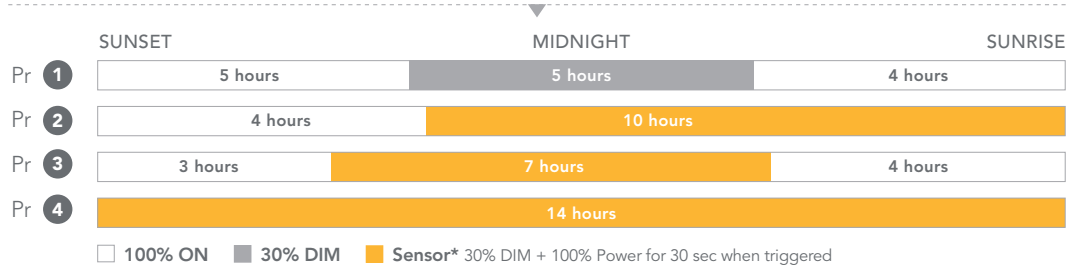 SUNSET MIDNIGHT SUNRISE
Pr 1 5 hours 5 hours 4 hours
Pr 2 4 hours 10 hours
Pr 3 3 hours 7 hours 4 hours
Pr 4 14 hours
100% ON 30% DIM Sensor* 30% DIM + 100% Power for 30 sec when triggered